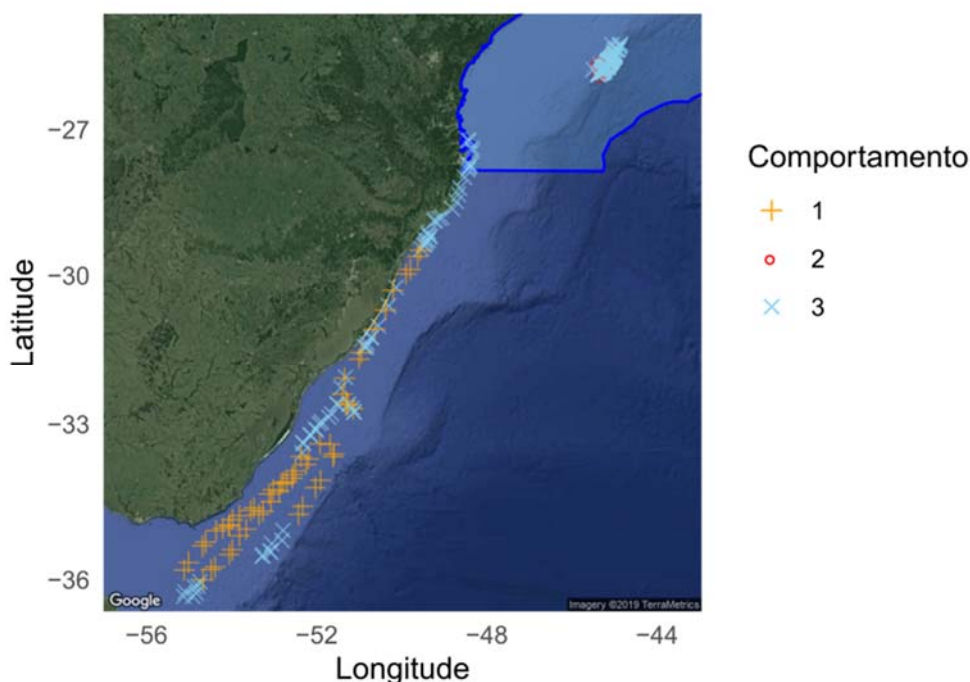 −27
−30
−33
−36
Latitude
−56
−52
−48
−44
Longitude
Google
Imagery ©2019 TerraMetrics
Comportamento
1
2
3